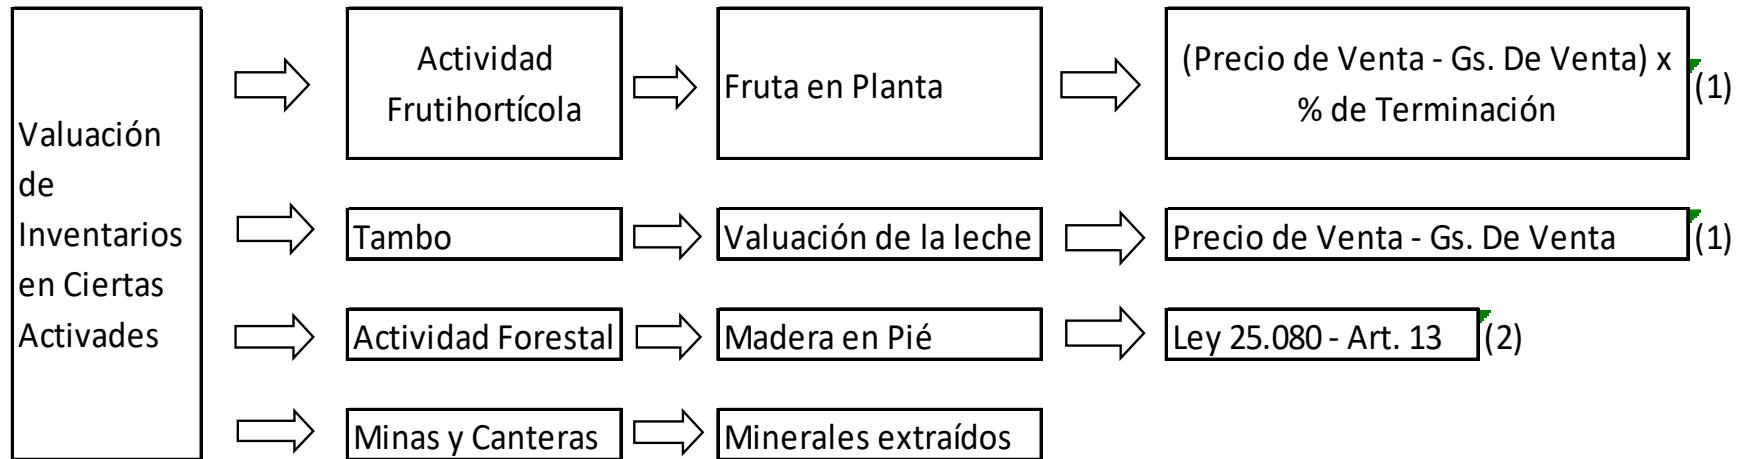 Valuación
de
Inventarios
en Ciertas
Activades
Actividad
Frutihortícola
Fruta en Planta
(Precio de Venta - Gs. De Venta) x
% de Terminación
(1)
Tambo
Valuación de la leche
Precio de Venta - Gs. De Venta
(1)
Actividad Forestal
Madera en Pié
Ley 25.080 - Art. 13
(2)
Minas y Canteras
Minerales extraídos